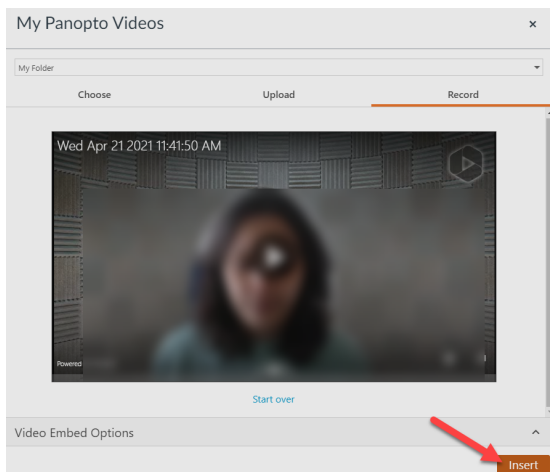 My Panopto Videos
×
My Folder
Choose Upload Record
Wed Apr 21 2021 11:41:50 AM
Powered
Start over
Video Embed Options
Insert